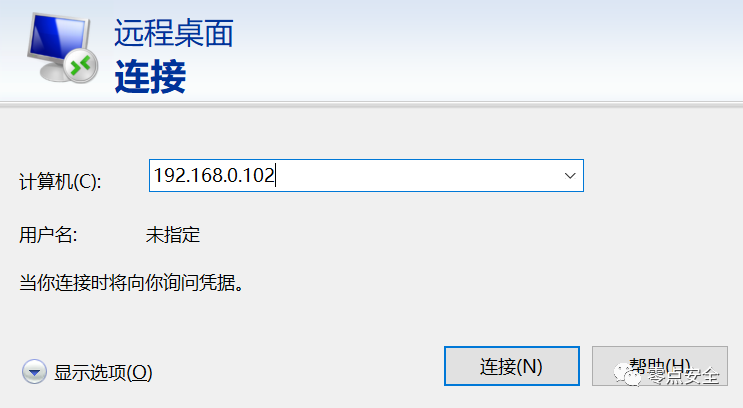 远程桌面
连接
计算机(C):
192.168.0.102
用户名:
未指定
当你连接时将向你询问凭据。
显示选项(O)
连接(N)
帮助(H)
零点安全